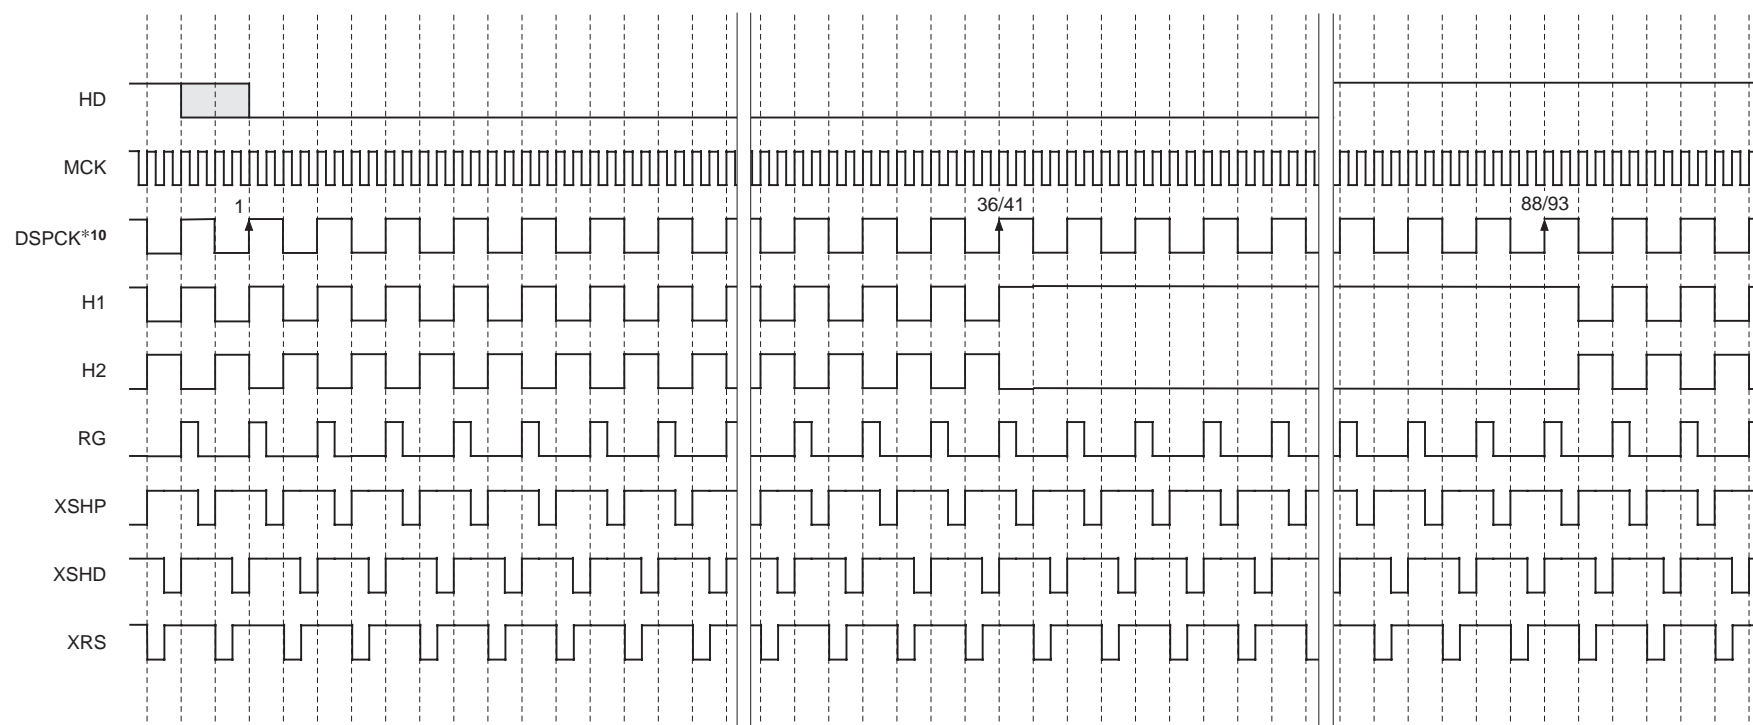 HD
MCK
1 36/41 88/93
DSPCK*10
H1
H2
RG
XSHP
XSHD
XRS